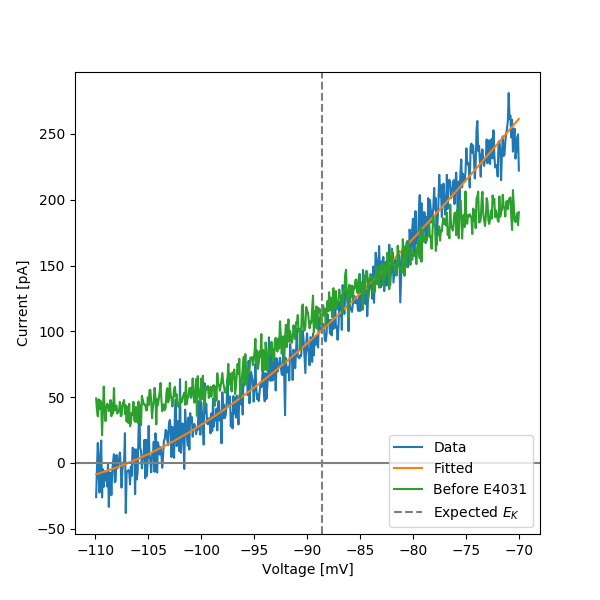 Current [pA]
250
200
150
100
50
0
−50
Data
Fitted
Before E4031
Expected E_K
−110
−105
−100
−95
−90
−85
−80
−75
−70
Voltage [mV]